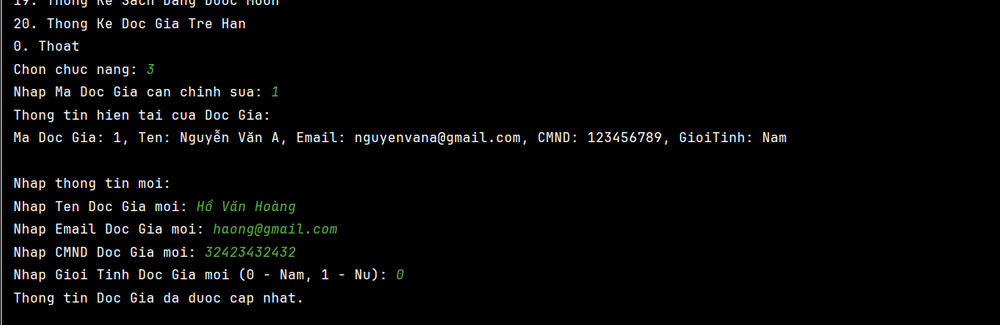 19. Thong Ke Sach Dang Duoc Muon
20. Thong Ke Doc Gia Tre Han
0. Thoat
Chon chuc nang: 3
Nhap Ma Doc Gia can chinh sua: 1
Thong tin hien tai cua Doc Gia:
Ma Doc Gia: 1, Ten: Nguyễn Văn A, Email: nguyenvana@gmail.com, CMND: 123456789, GioiTinh: Nam
Nhap thong tin moi:
Nhap Ten Doc Gia moi: Hồ Văn Hoàng
Nhap Email Doc Gia moi: haong@gmail.com
Nhap CMND Doc Gia moi: 32423432432
Nhap Gioi Tinh Doc Gia moi (0 - Nam, 1 - Nu): 0
Thong tin Doc Gia da duoc cap nhat.